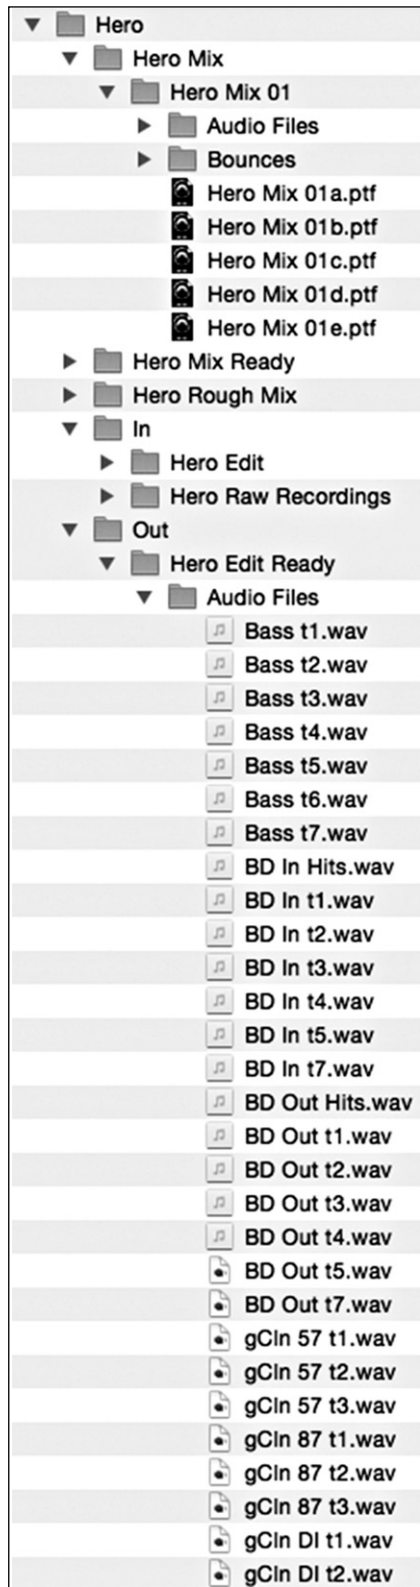 Hero
Hero Mix
Hero Mix 01
Audio Files
Bounces
Hero Mix 01a.ptf
Hero Mix 01b.ptf
Hero Mix 01c.ptf
Hero Mix 01d.ptf
Hero Mix 01e.ptf
Hero Mix Ready
Hero Rough Mix
In
Hero Edit
Hero Raw Recordings
Out
Hero Edit Ready
Audio Files
Bass t1.wav
Bass t2.wav
Bass t3.wav
Bass t4.wav
Bass t5.wav
Bass t6.wav
Bass t7.wav
BD In Hits.wav
BD In t1.wav
BD In t2.wav
BD In t3.wav
BD In t4.wav
BD In t5.wav
BD In t7.wav
BD Out Hits.wav
BD Out t1.wav
BD Out t2.wav
BD Out t3.wav
BD Out t4.wav
BD Out t5.wav
BD Out t7.wav
gCln 57 t1.wav
gCln 57 t2.wav
gCln 57 t3.wav
gCln 87 t1.wav
gCln 87 t2.wav
gCln 87 t3.wav
gCln DI t1.wav
gCln DI t2.wav